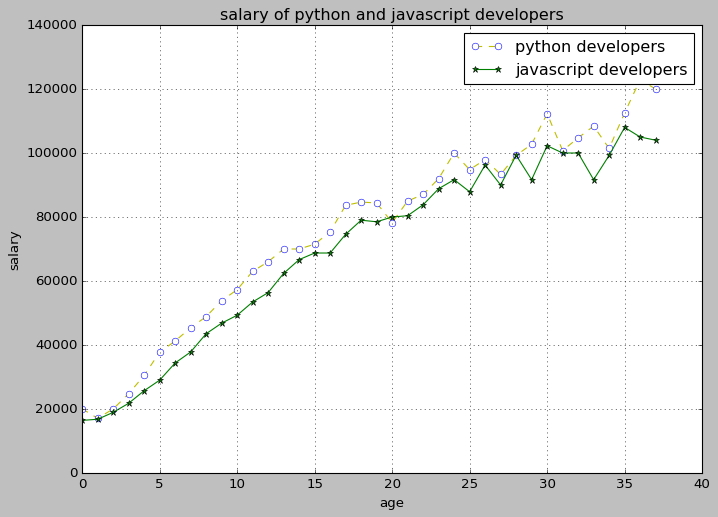 salary of python and javascript developers
140000
120000
100000
80000
60000
40000
20000
0
salary
python developers
javascript developers
0 5 10 15 20 25 30 35 40
age